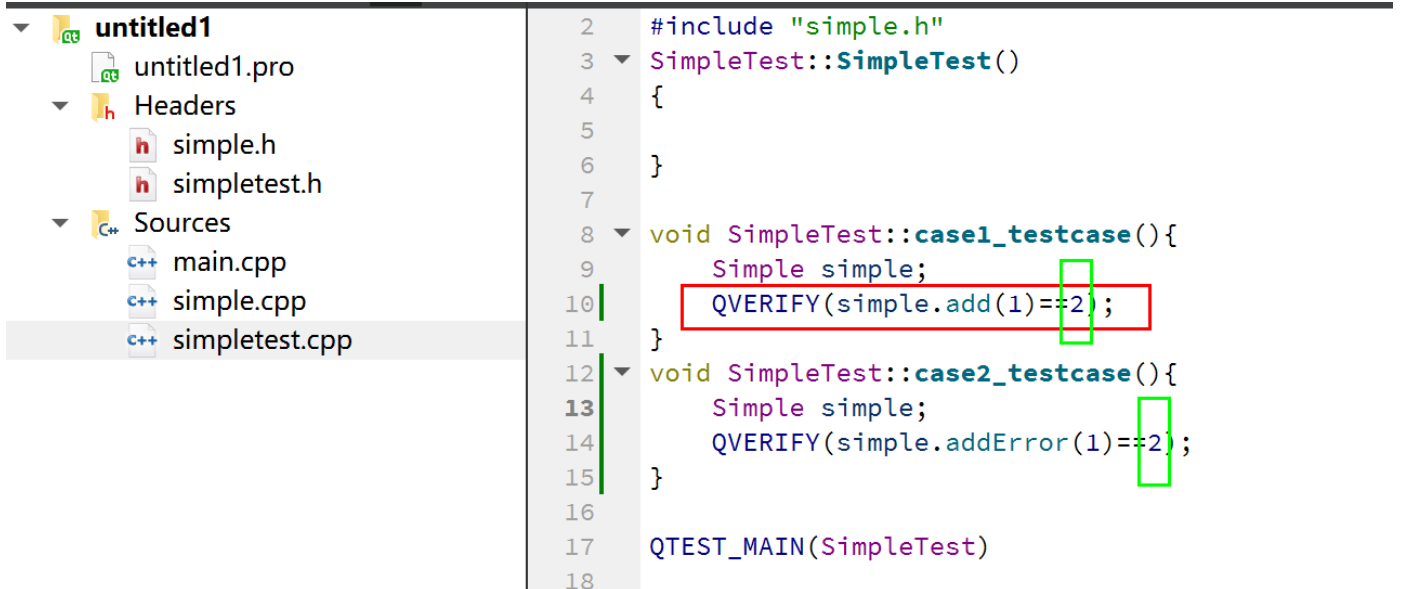 untitled1
untitled1.pro
Headers
simple.h
simpletest.h
Sources
main.cpp
simple.cpp
simpletest.cpp
2 #include "simple.h"
3 SimpleTest::SimpleTest()
4 {
5
6 }
7
8 void SimpleTest::case1_testcase(){
9 Simple simple;
10 QVERIFY(simple.add(1)==2);
11 }
12 void SimpleTest::case2_testcase(){
13 Simple simple;
14 QVERIFY(simple.addError(1)==2);
15 }
16
17 QTEST_MAIN(SimpleTest)
18